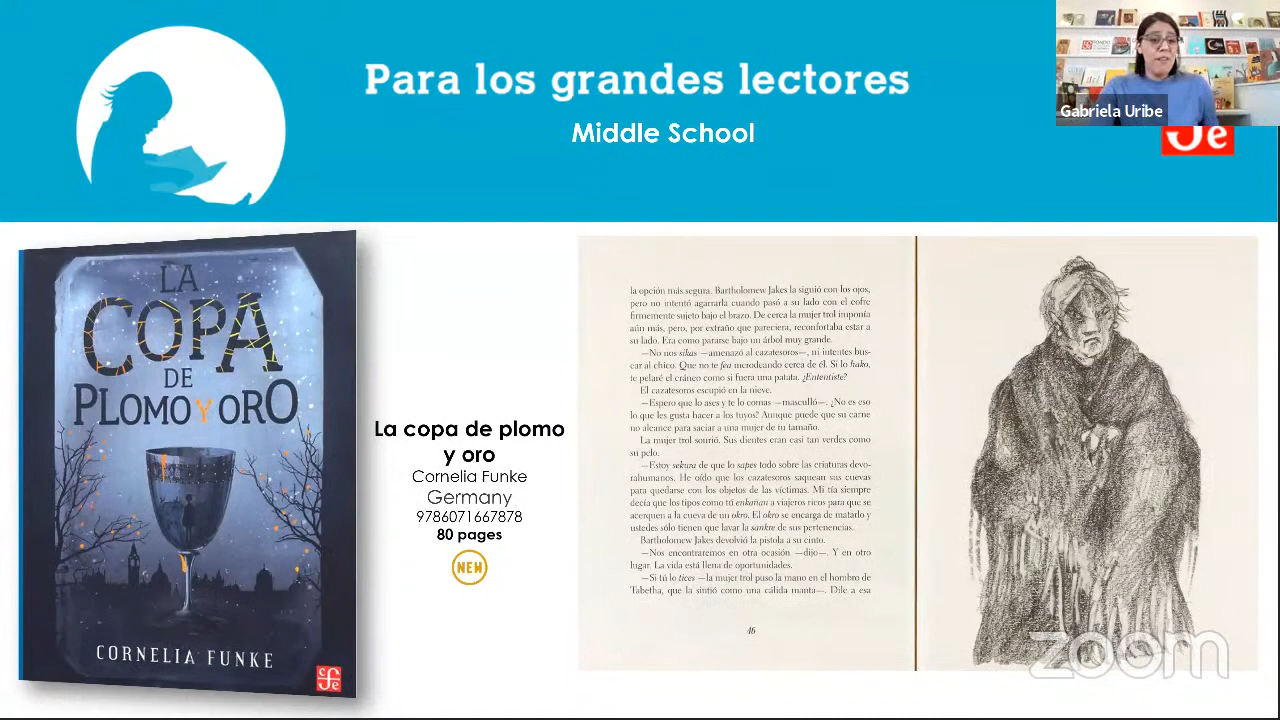 Para los grandes lectores
Middle School
Gabriela Uribe
fe
LA
COPA
DE
PLOMO Y ORO
CORNELIA FUNKE
cfe
La copa de plomo
y oro
Cornelia Funke
Germany
9786071667878
80 pages
NEW
la opción más segura. Bartholomew Jakes la siguió con los ojos,
pero no intentó agarrarla cuando pasó a su lado con el cofre
firmemente sujeto bajo el brazo. De cerca la mujer trol imponía
aún más, pero, por extraño que pareciera, reconfortaba estar a
su lado. Era como pararse bajo un árbol muy grande.
—No nos sikas —amenazó al cazatesoros—, ni intentes bus-
car al chico. Que no te fea merodeando cerca de él. Si lo hako,
te pelaré el cráneo como si fuera una patata. ¿Ententiste?
El cazatesoros escupió en la nieve.
—Espero que lo ases y te lo comas —masculló—. ¿No es eso
lo que les gusta hacer a los tuyos? Aunque puede que su carne
no alcance para saciar a una mujer de tu tamaño.
La mujer trol sonrió. Sus dientes eran casi tan verdes como
su pelo.
—Estoy sekura de que lo sapes todo sobre las criaturas devo-
rahumanos. He oído que los cazatesoros saquean sus cuevas
para quedarse con los objetos de las víctimas. Mi tía siempre
decía que los tipos como tú enkañan a viajeros ricos para que se
acerquen a la cueva de un okro. El okro se encarga de matarlo y
ustedes sólo tienen que lavar la sankre de sus pertenencias.
Bartholomew Jakes devolvió la pistola a su cinto.
—Nos encontraremos en otra ocasión —dijo—. Y en otro
lugar. La vida está llena de oportunidades.
—Si tú lo tices —la mujer trol puso la mano en el hombro de
Tabetha, que la sintió como una cálida manta—. Dile a esa
46
zoom